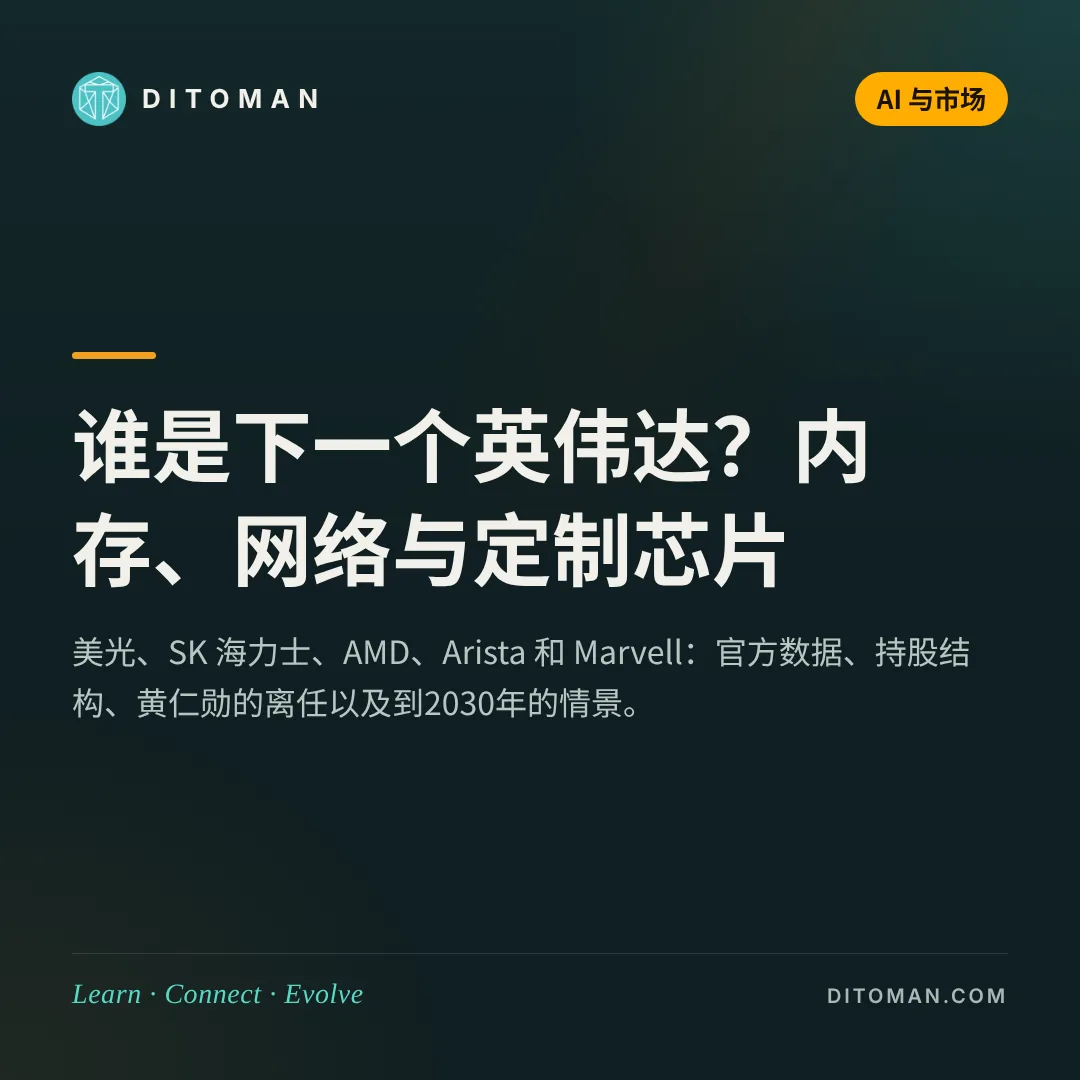 DITOMAN
AI 与市场
谁是下一个英伟达？内
存、网络与定制芯片
美光、SK 海力士、AMD、Arista 和 Marvell：官方数据、持股结
构、黄仁勋的离任以及到2030年的情景。
Learn · Connect · Evolve
DITOMAN.COM